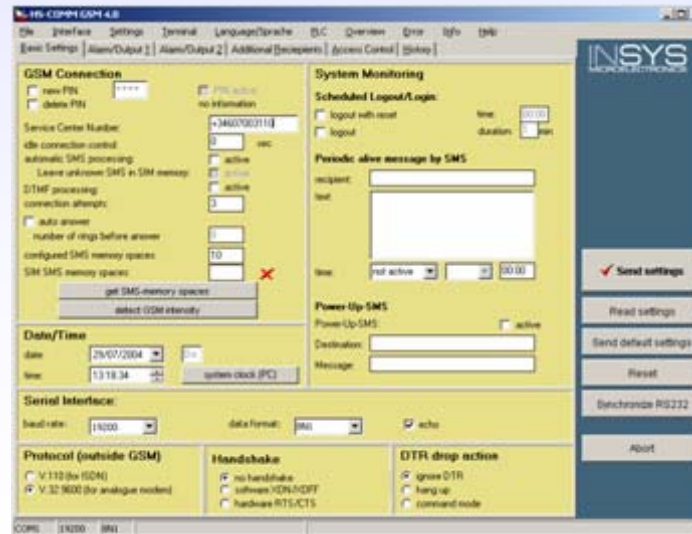 HS-COMM GSM 4.0
File Interface Settings Terminal Language/Sprache PLC Overview Error Info Help
Basic Settings Alarm/Output 1 Alarm/Output 2 Additional Reciepients Access Control History
INSYS
MICROELECTRONICS
GSM Connection
new PIN
****
PIN active
delete PIN
no information
Service Center Number:
+34607003110
idle connection control:
0
sec
automatic SMS processing:
active
Leave unknown SMS in SIM memory:
active
DTMF processing:
active
connection attempts:
3
auto answer
number of rings before answer
configured SMS memory spaces
10
SIM SMS memory spaces
get SMS-memory spaces
detect GSM intensity
Date/Time
date:
29/07/2004
time:
13:18:34
system clock (PC)
System Monitoring
Scheduled Logout/Login:
logout with reset
time:
00:00
logout
duration:
min
Periodic alive message by SMS
recipient:
text:
time:
not active
00:00
Power-Up-SMS
Power-Up-SMS:
active
Destination:
Message:
Serial Interface:
baud rate:
19200
data format:
8N1
echo
Protocol (outside GSM)
V.110 (for ISDN)
V.32 9600 (for analogue modem)
Handshake
no handshake
software XON/XOFF
hardware RTS/CTS
DTR drop action
ignore DTR
hang up
command mode
Send settings
Read settings
Send default settings
Reset
Synchronize RS232
Abort
COM1 19200 8N1